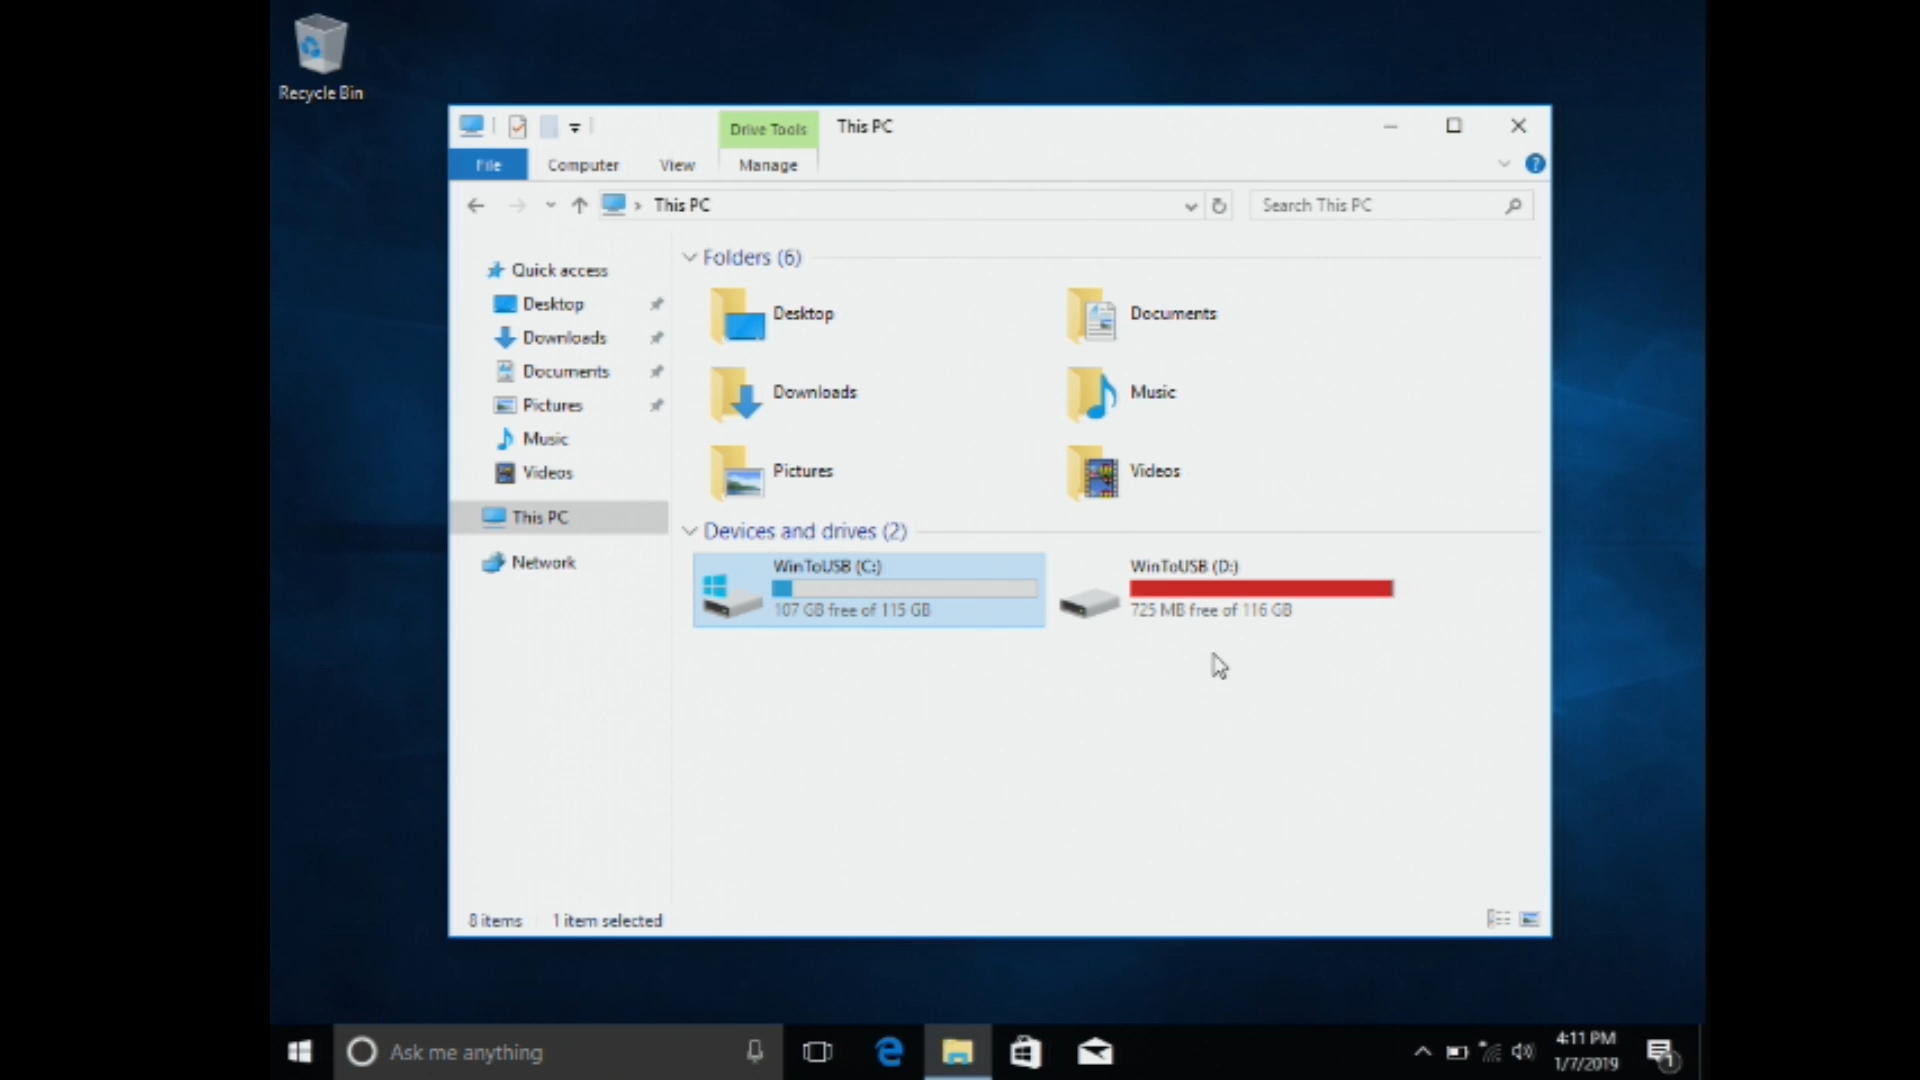 Recycle Bin
Drive Tools
This PC
File
Computer
View
Manage
This PC
Search This PC
Quick access
Desktop
Downloads
Documents
Pictures
Music
Videos
This PC
Network
Folders (6)
Desktop
Documents
Downloads
Music
Pictures
Videos
Devices and drives (2)
WinToUSB (C:)
107 GB free of 115 GB
WinToUSB (D:)
725 MB free of 116 GB
8 items
1 item selected
Ask me anything
4:11 PM
1/7/2019
1